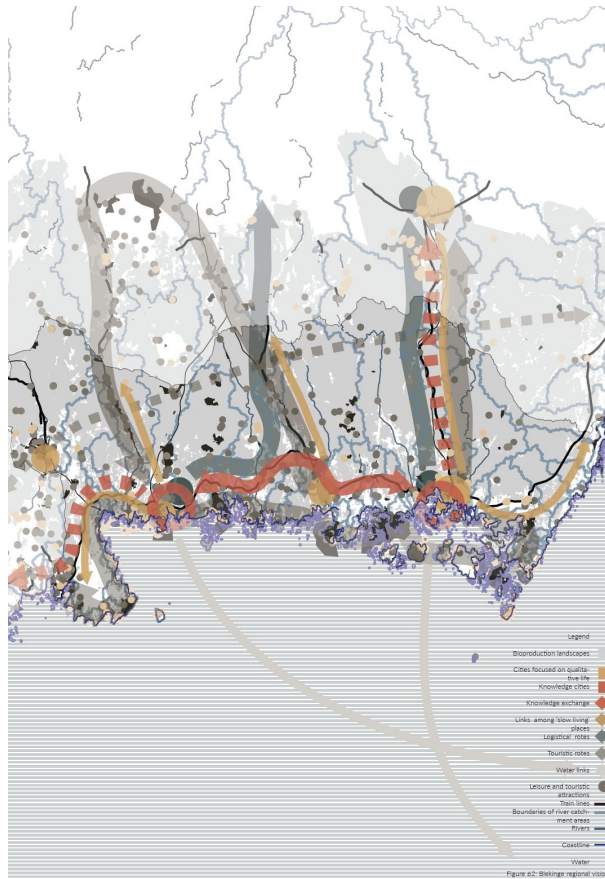 Legend
Bioproduction landscapes
Cities focused on qualita-
tive life
Knowledge cities
Knowledge exchange
Links among 'slow living'
places
Logistical rotes
Touristic rotes
Water links
Leisure and touristic
attractions
Train lines
Boundaries of river catch-
ment areas
Rivers
Coastline
Water
Figure 62: Blekinge regional visio